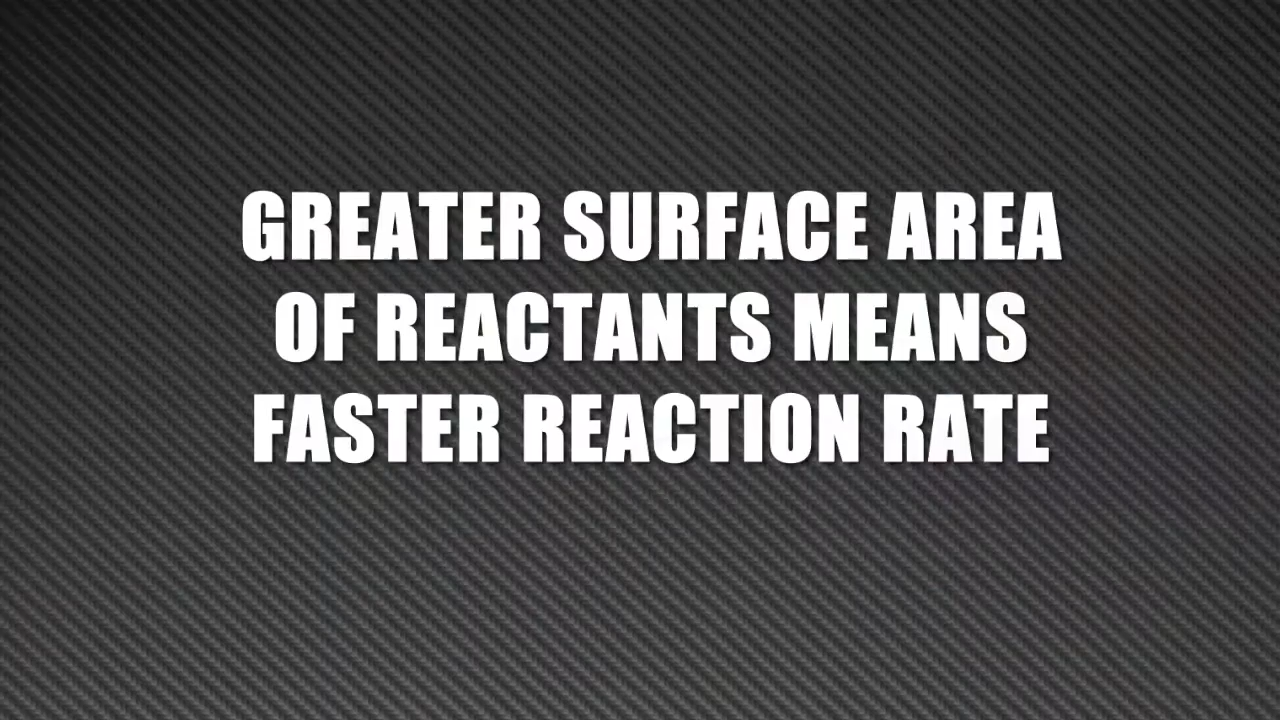 GREATER SURFACE AREA
OF REACTANTS MEANS
FASTER REACTION RATE